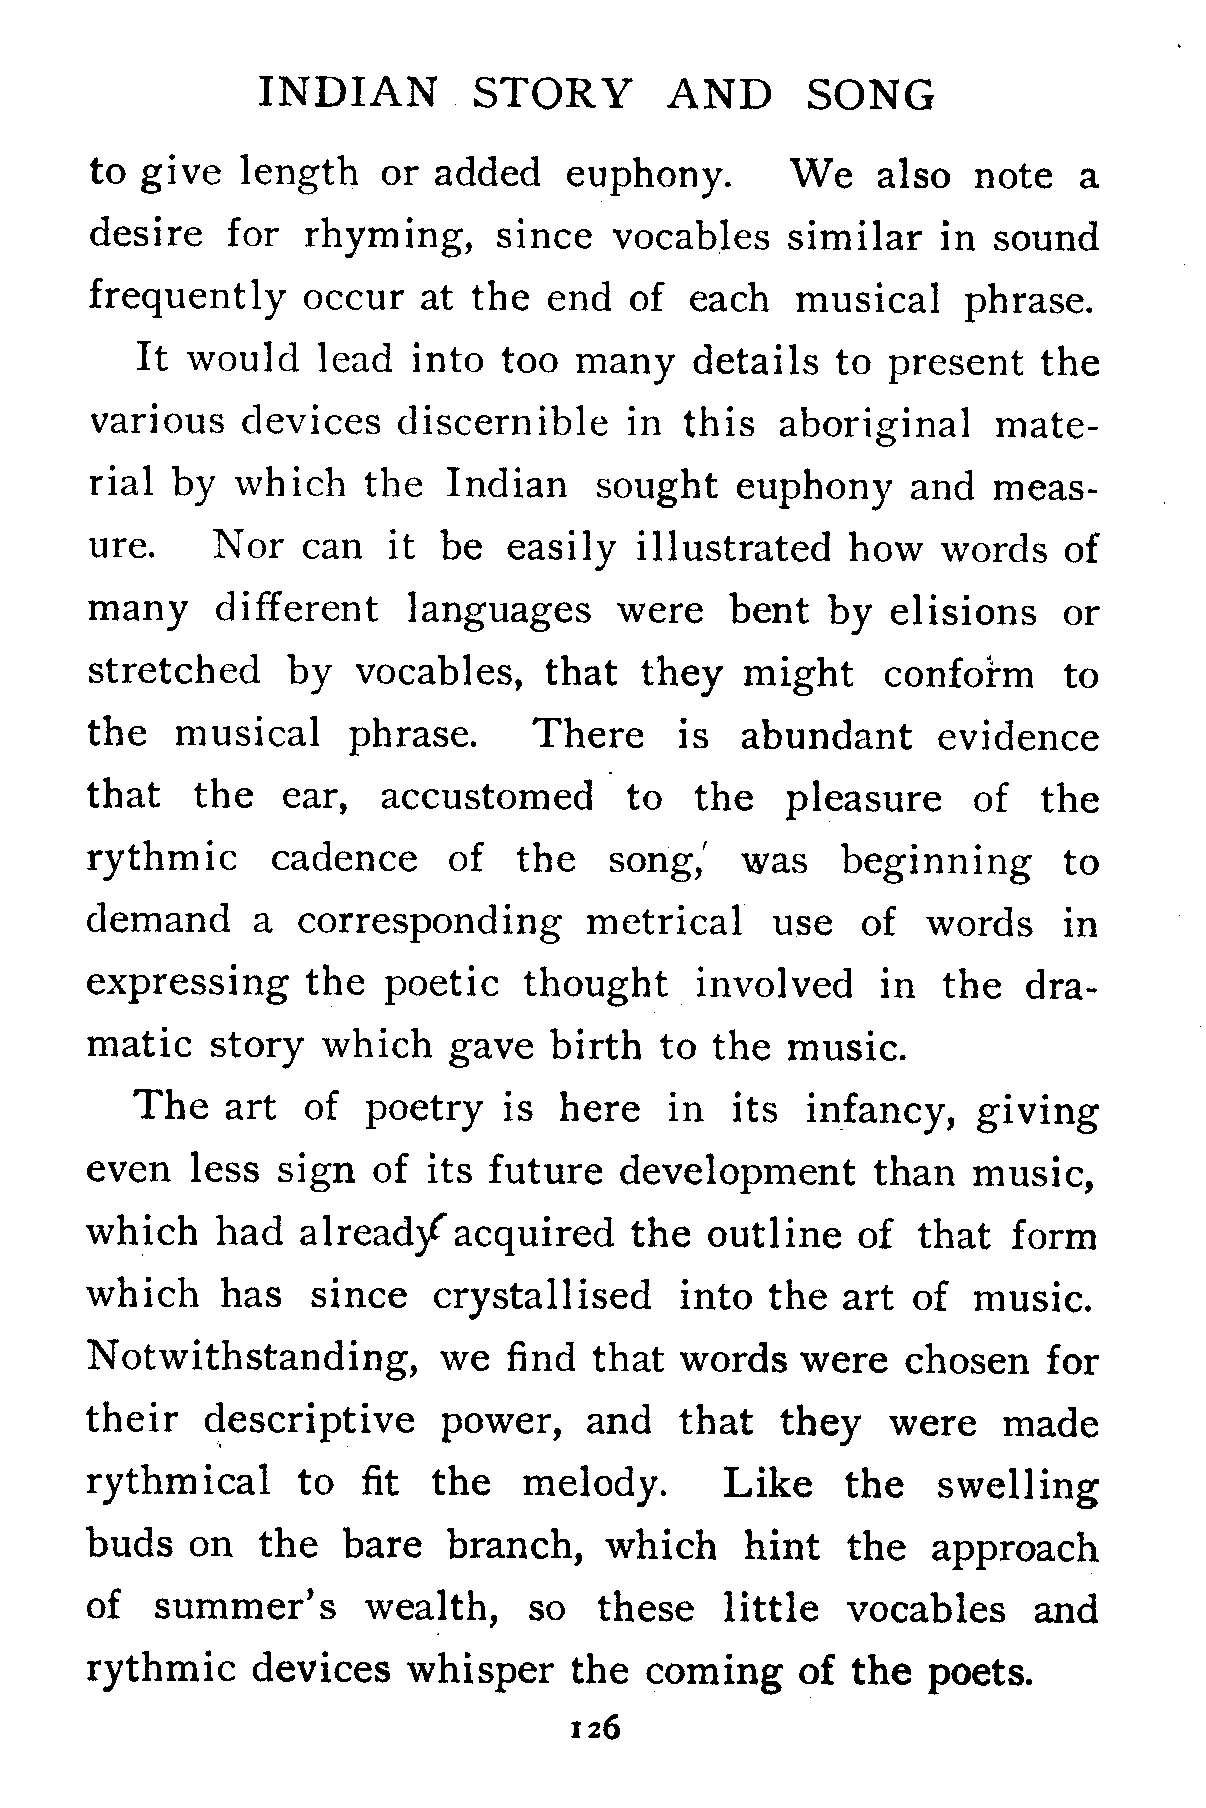 INDIAN STORY AND SONG
to give length or added euphony. We also note a
desire for rhyming, since vocables similar in sound
frequently occur at the end of each musical phrase.
It would lead into too many details to present the
various devices discernible in this aboriginal mate-
rial by which the Indian sought euphony and meas-
ure. Nor can it be easily illustrated how words of
many different languages were bent by elisions or
stretched by vocables, that they might conform to
the musical phrase. There is abundant evidence
that the ear, accustomed to the pleasure of the
rythmic cadence of the song, was beginning to
demand a corresponding metrical use of words in
expressing the poetic thought involved in the dra-
matic story which gave birth to the music.
The art of poetry is here in its infancy, giving
even less sign of its future development than music,
which had already acquired the outline of that form
which has since crystallised into the art of music.
Notwithstanding, we find that words were chosen for
their descriptive power, and that they were made
rythmical to fit the melody. Like the swelling
buds on the bare branch, which hint the approach
of summer's wealth, so these little vocables and
rythmic devices whisper the coming of the poets.
126